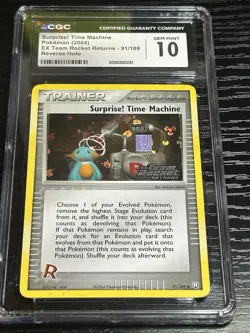 CGC
CERTIFIED GUARANTY COMPANY
Surprise! Time Machine
Pokémon (2004)
EX Team Rocket Returns - 91/109
Reverse Holo
GEM MINT
10
TRAINER
Surprise! Time Machine
ROCKET
Choose 1 of your Evolved Pokémon,
remove the highest Stage Evolution card
from it, and shuffle it into your deck (this
counts as devolving that Pokémon). If
that Pokémon remains in play, search
your deck for an Evolution card that
evolves from that Pokémon and put it onto
that Pokémon (this counts as evolving that
Pokémon). Shuffle your deck afterward.
R
91/109